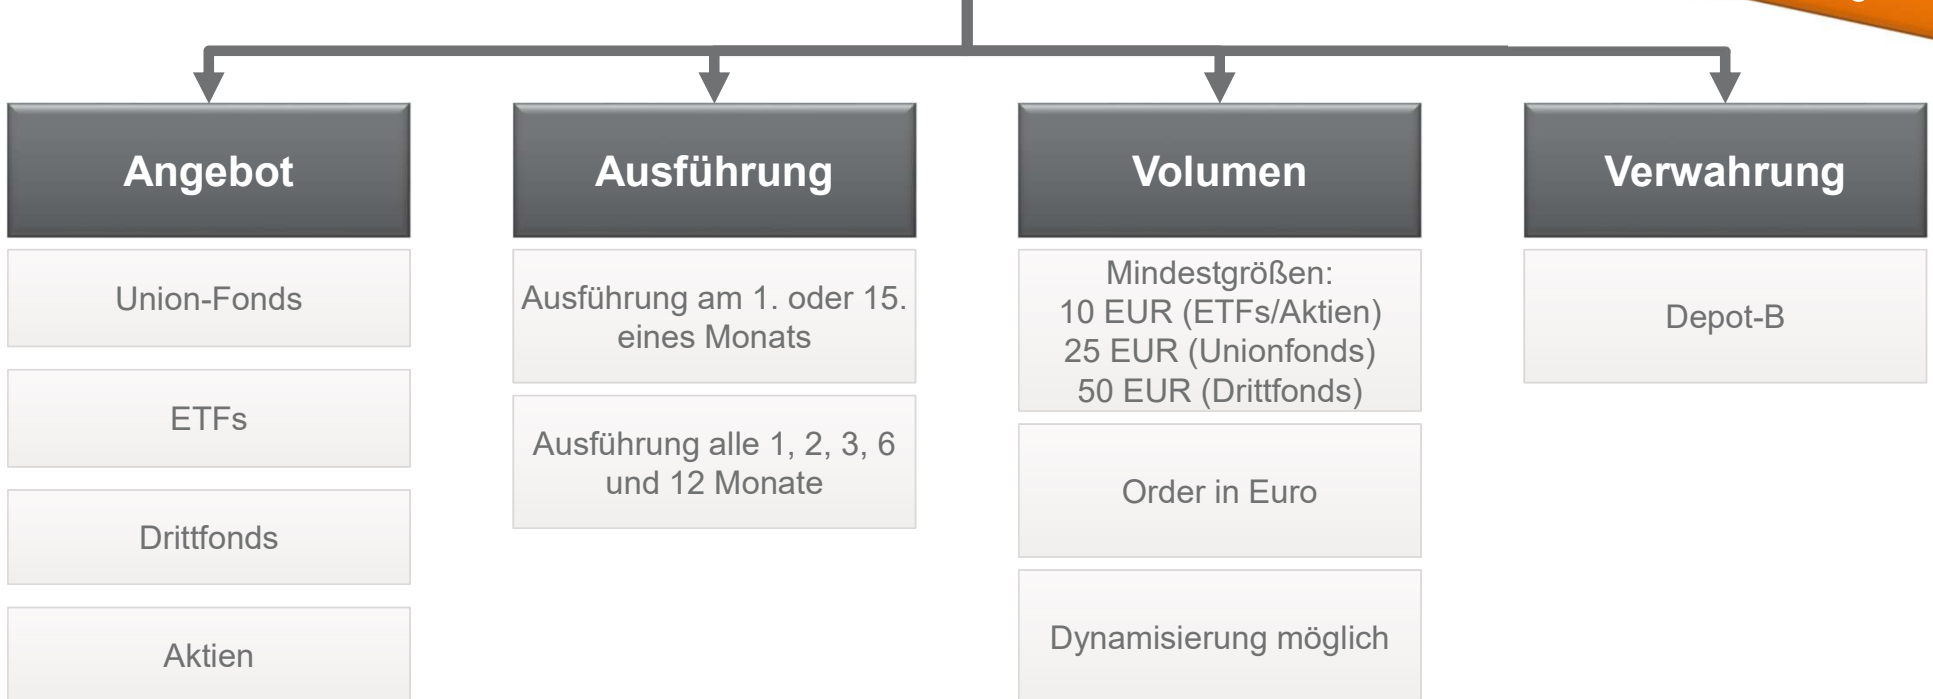 Angebot
Union-Fonds
ETFs
Drittfonds
Aktien
Ausführung
Ausführung am 1. oder 15.
eines Monats
Ausführung alle 1, 2, 3, 6
und 12 Monate
Volumen
Mindestgrößen:
10 EUR (ETFs/Aktien)
25 EUR (Unionfonds)
50 EUR (Drittfonds)
Order in Euro
Dynamisierung möglich
Verwahrung
Depot-B